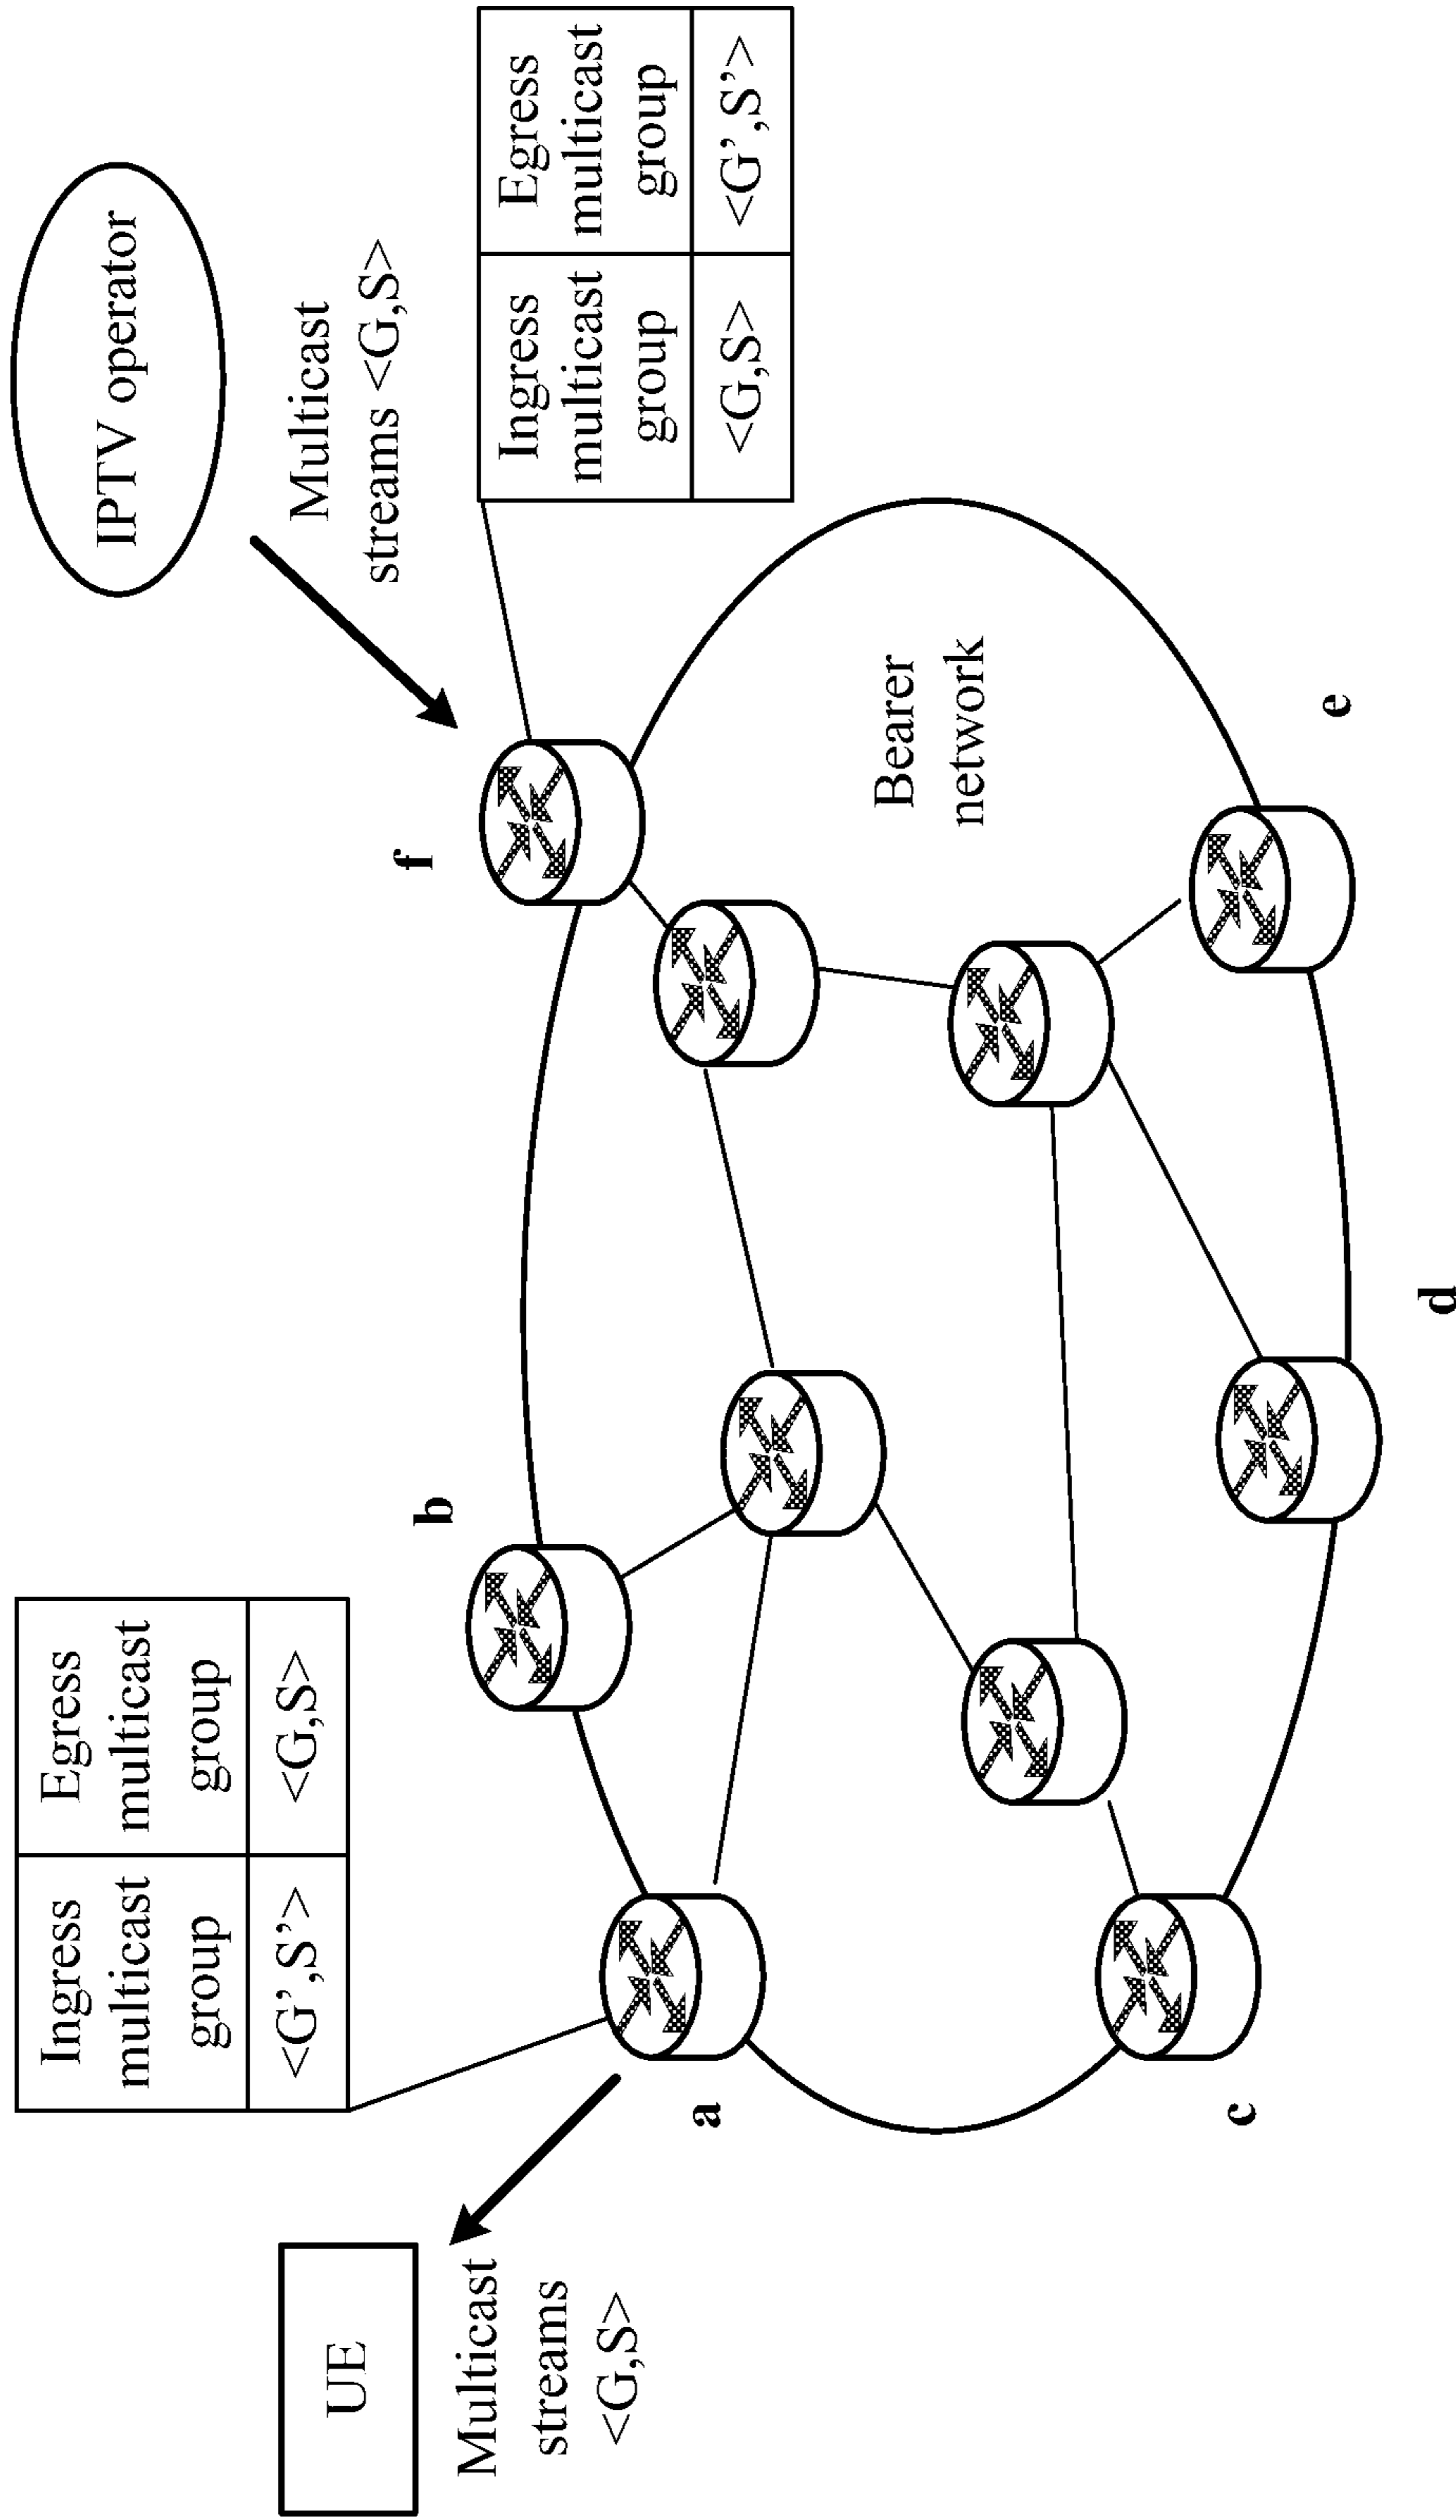 UE
Multicast
streams
<G,S>
Ingress
multicast
group
Egress
multicast
group
<G',S'>
<G,S>
IPTV operator
Multicast
streams <G,S>
Ingress
multicast
group
Egress
multicast
group
<G,S>
<G',S'>
a
b
f
Bearer
network
c
d
e